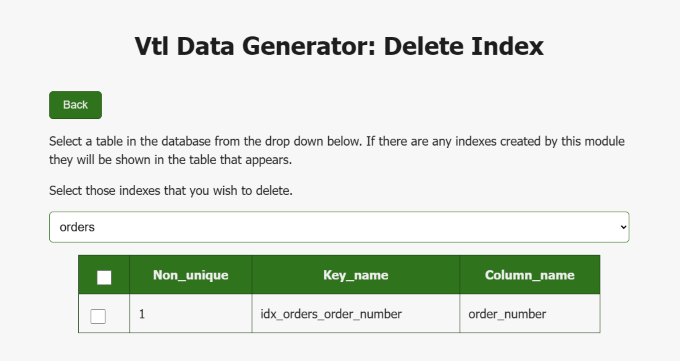 Vtl Data Generator: Delete Index
Back
Select a table in the database from the drop down below. If there are any indexes created by this module
they will be shown in the table that appears.
Select those indexes that you wish to delete.
orders
Non_unique Key_name Column_name
1 idx_orders_order_number order_number